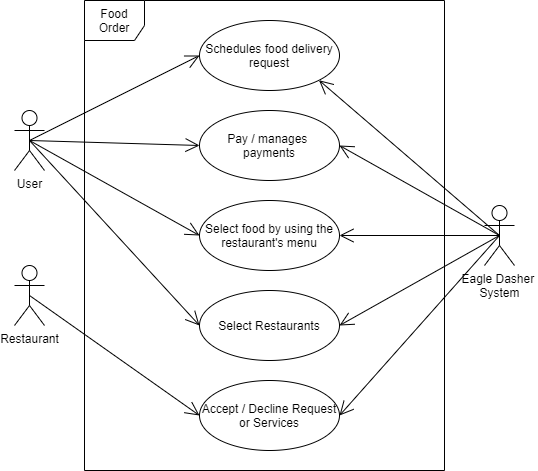 Food
Order
Schedules food delivery
request
Pay / manages
payments
User
Select food by using the
restaurant's menu
Eagle Dasher
System
Select Restaurants
Restaurant
Accept / Decline Request
or Services